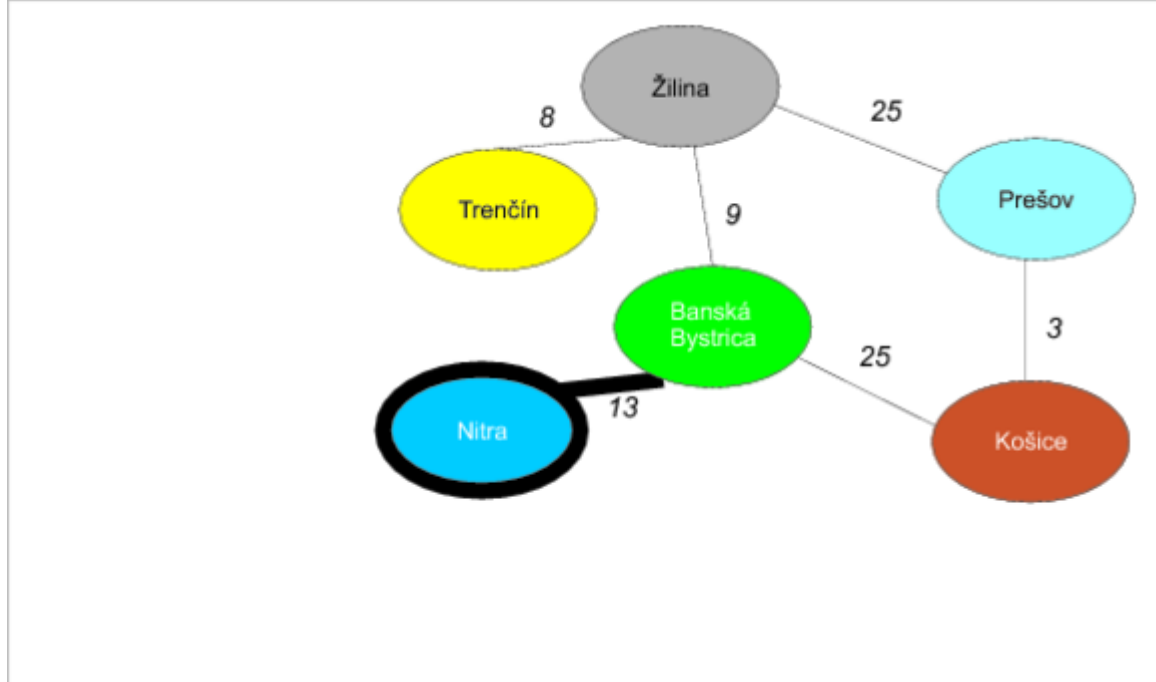 Žilina
8
25
Trenčín
Prešov
9
Banská
Bystrica
3
25
13
Nitra
Košice